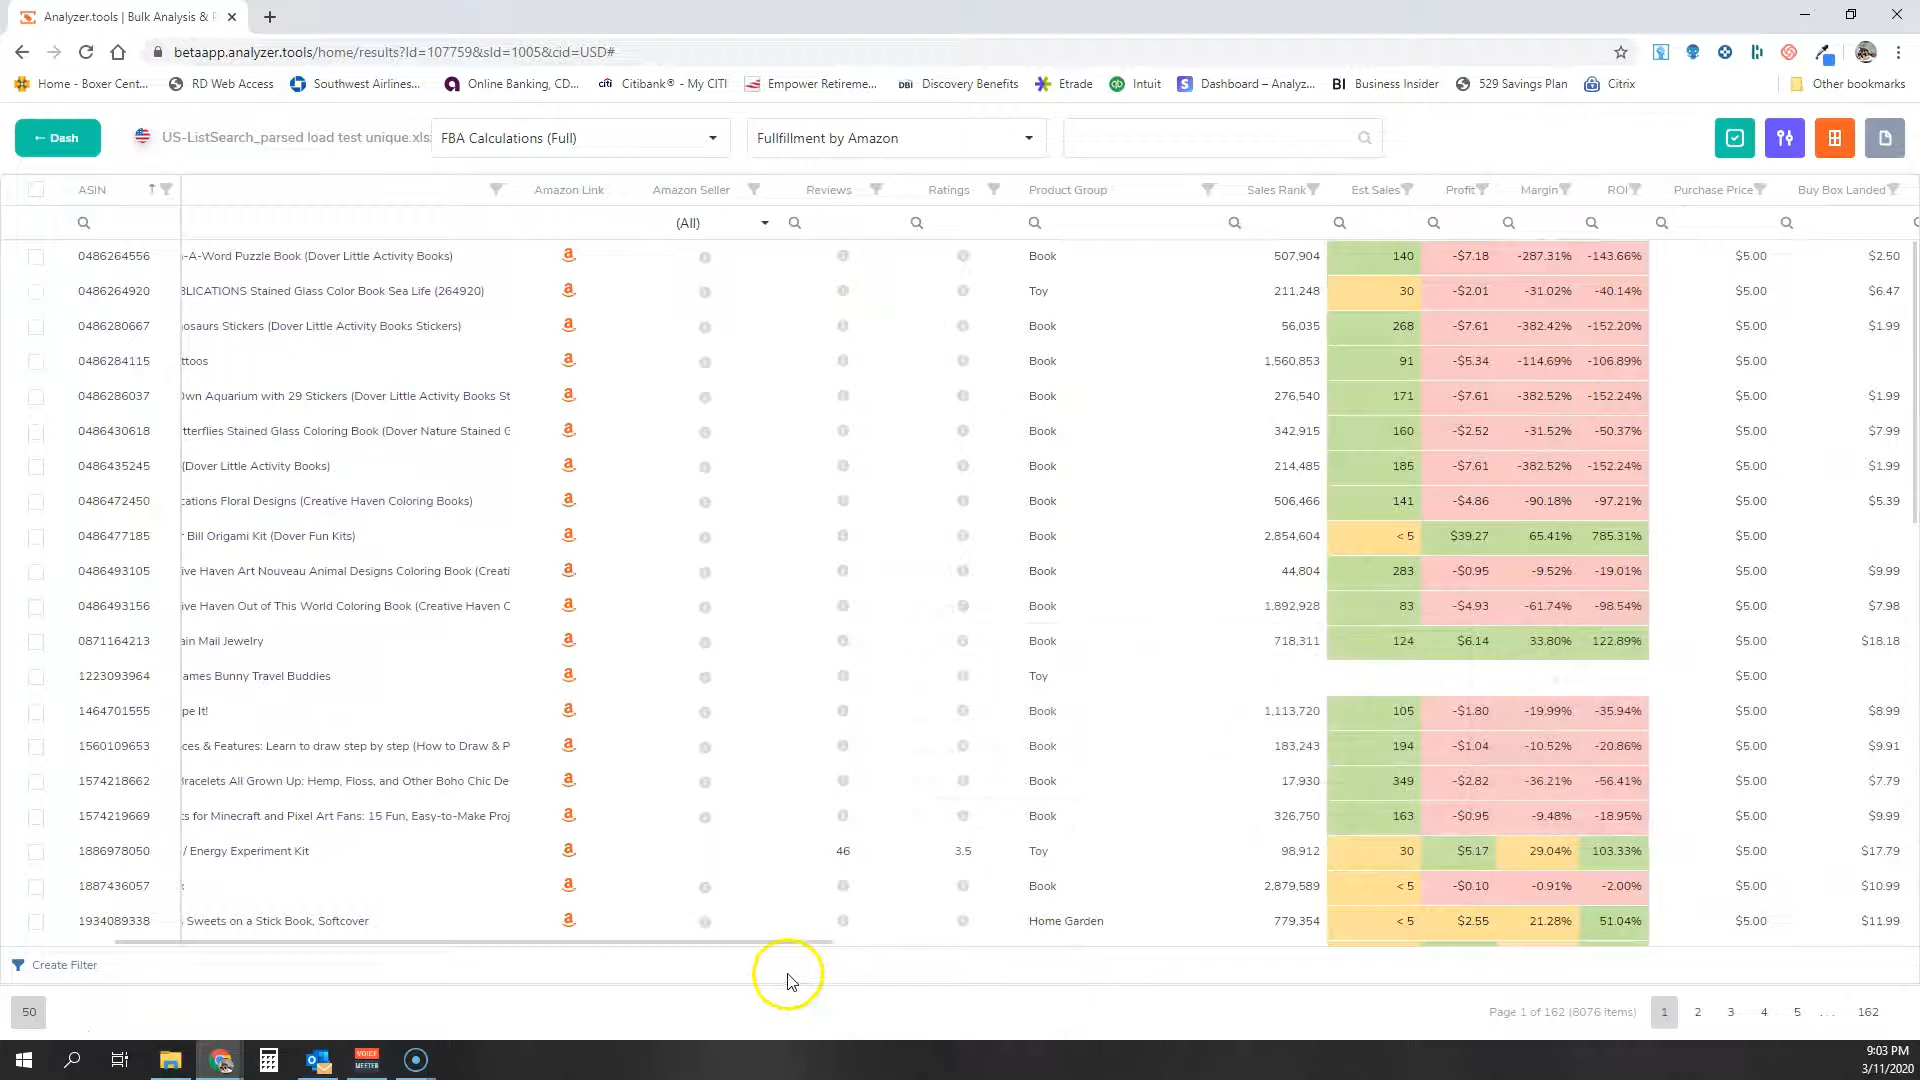 Analyzer.tools | Bulk Analysis &
betaapp.analyzer.tools/home/results?Id=107759&sId=1005&cid=USD#
Home - Boxer Cent... RD Web Access Southwest Airlines... Online Banking, CD... citi Citibank® - My CITI Empower Retireme... DBI Discovery Benefits Etrade Intuit Dashboard – Analyz... BI Business Insider 529 Savings Plan Citrix Other bookmarks
← Dash US-ListSearch_parsed load test unique.xls FBA Calculations (Full) Fullfillment by Amazon
ASIN Amazon Link Amazon Seller Reviews Ratings Product Group Sales Rank Est Sales Profit Margin ROI Purchase Price Buy Box Landed
(All)
0486264556 -A-Word Puzzle Book (Dover Little Activity Books) Book 507,904 140 -$7.18 -287.31% -143.66% $5.00 $2.50
0486264920 BLICATIONS Stained Glass Color Book Sea Life (264920) Toy 211,248 30 -$2.01 -31.02% -40.14% $5.00 $6.47
0486280667 nosaurs Stickers (Dover Little Activity Books Stickers) Book 56,035 268 -$7.61 -382.42% -152.20% $5.00 $1.99
0486284115 ttoos Book 1,560,853 91 -$5.34 -114.69% -106.89% $5.00
0486286037 Own Aquarium with 29 Stickers (Dover Little Activity Books St Book 276,540 171 -$7.61 -382.52% -152.24% $5.00 $1.99
0486430618 tterflies Stained Glass Coloring Book (Dover Nature Stained G Book 342,915 160 -$2.52 -31.52% -50.37% $5.00 $7.99
0486435245 (Dover Little Activity Books) Book 214,485 185 -$7.61 -382.52% -152.24% $5.00 $1.99
0486472450 cations Floral Designs (Creative Haven Coloring Books) Book 506,466 141 -$4.86 -90.18% -97.21% $5.00 $5.39
0486477185 r Bill Origami Kit (Dover Fun Kits) Book 2,854,604 < 5 $39.27 65.41% 785.31% $5.00
0486493105 ive Haven Art Nouveau Animal Designs Coloring Book (Creati Book 44,804 283 -$0.95 -9.52% -19.01% $5.00 $9.99
0486493156 ive Haven Out of This World Coloring Book (Creative Haven C Book 1,892,928 83 -$4.93 -61.74% -98.54% $5.00 $7.98
0871164213 ain Mail Jewelry Book 718,311 124 $6.14 33.80% 122.89% $5.00 $18.18
1223093964 ames Bunny Travel Buddies Toy $5.00
1464701555 pe It! Book 1,113,720 105 -$1.80 -19.99% -35.94% $5.00 $8.99
1560109653 ces & Features: Learn to draw step by step (How to Draw & P Book 183,243 194 -$1.04 -10.52% -20.86% $5.00 $9.91
1574218662 Bracelets All Grown Up: Hemp, Floss, and Other Boho Chic De Book 17,930 349 -$2.82 -36.21% -56.41% $5.00 $7.79
1574219669 ts for Minecraft and Pixel Art Fans: 15 Fun, Easy-to-Make Proj Book 326,750 163 -$0.95 -9.48% -18.95% $5.00 $9.99
1886978050 / Energy Experiment Kit 46 3.5 Toy 98,912 30 $5.17 29.04% 103.33% $5.00 $17.79
1887436057 Book 2,879,589 < 5 -$0.10 -0.91% -2.00% $5.00 $10.99
1934089338 Sweets on a Stick Book, Softcover Home Garden 779,354 < 5 $2.55 21.28% 51.04% $5.00 $11.99
Create Filter
50 Page 1 of 162 (8076 items) 1 2 3 4 5 ... 162
VOICE MEETER
9:03 PM
3/11/2020